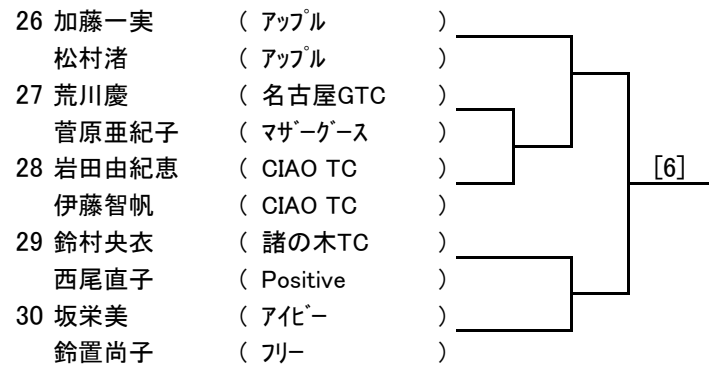 26 加藤一実 ( ｱｯﾌﾟﾙ )
松村渚 ( ｱｯﾌﾟﾙ )
27 荒川慶 ( 名古屋GTC )
菅原亜紀子 ( ﾏｻﾞｰｸﾞｰｽ )
28 岩田由紀恵 ( CIAO TC ) [6]
伊藤智帆 ( CIAO TC )
29 鈴村央衣 ( 諸の木TC )
西尾直子 ( Positive )
30 坂栄美 ( ｱｲﾋﾞｰ )
鈴置尚子 ( ﾌﾘｰ )